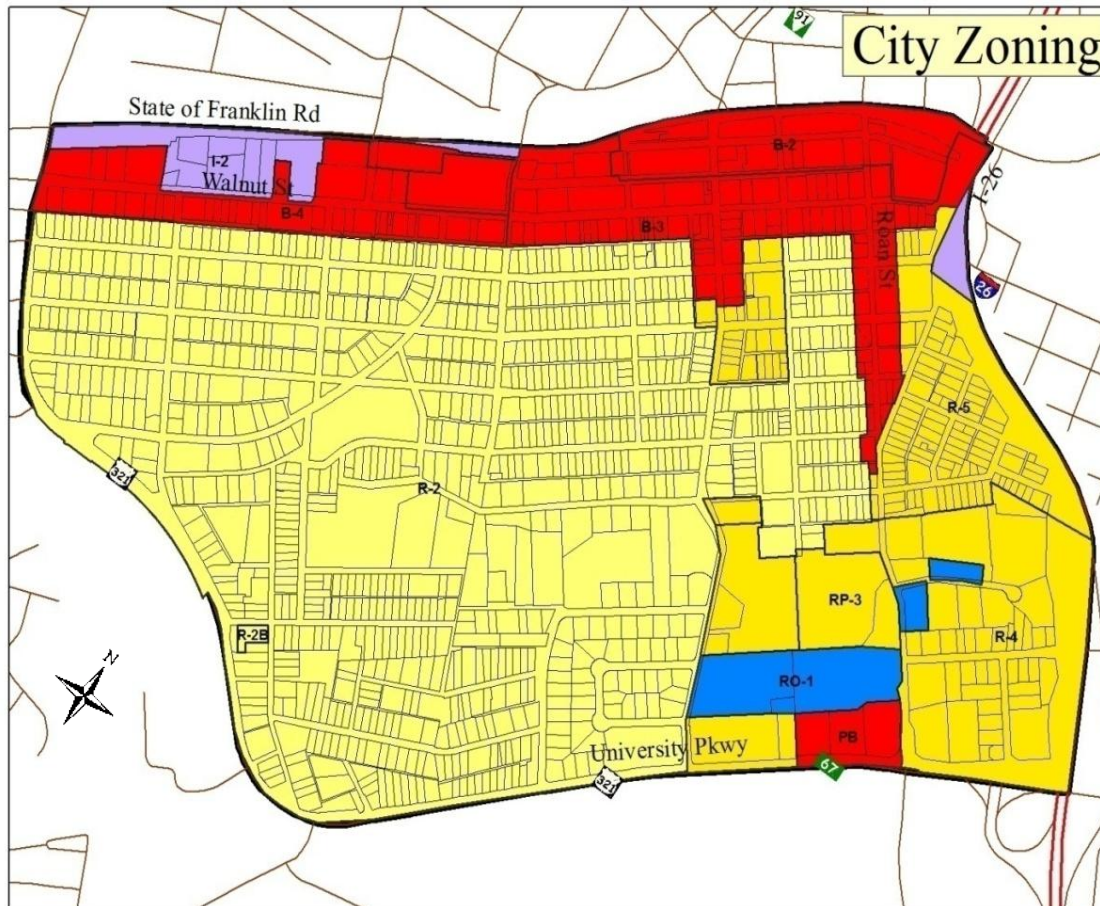 91
City Zoning
State of Franklin Rd
B-2
I-2
Walnut St
I-26
B-4
B-3
Roan St
26
R-5
321
R-2
RP-3
R-2B
R-4
N
RO-1
University Pkwy
PB
67
321